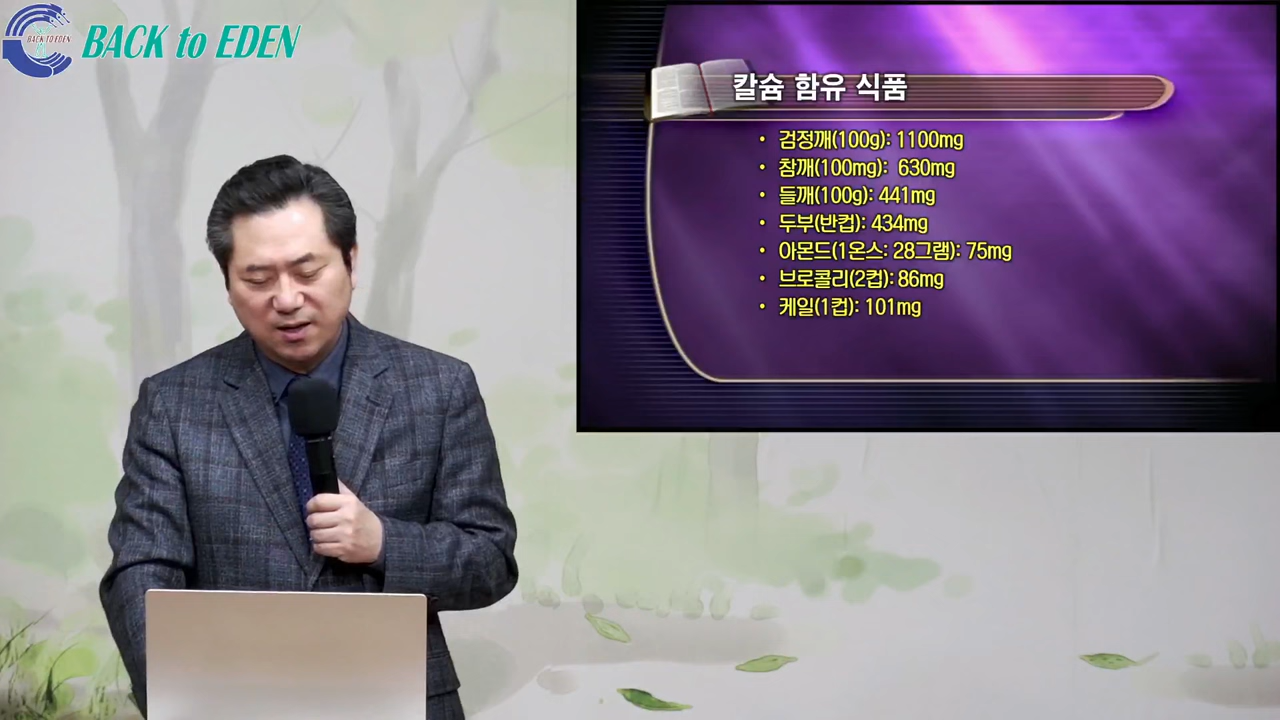 BACK TO EDEN
BACK to EDEN
칼슘 함유 식품
• 검정깨(100g): 1100mg
• 참깨(100mg): 630mg
• 들깨(100g): 441mg
• 두부(반컵): 434mg
• 아몬드(1온스: 28그램): 75mg
• 브로콜리(2컵): 86mg
• 케일(1컵): 101mg